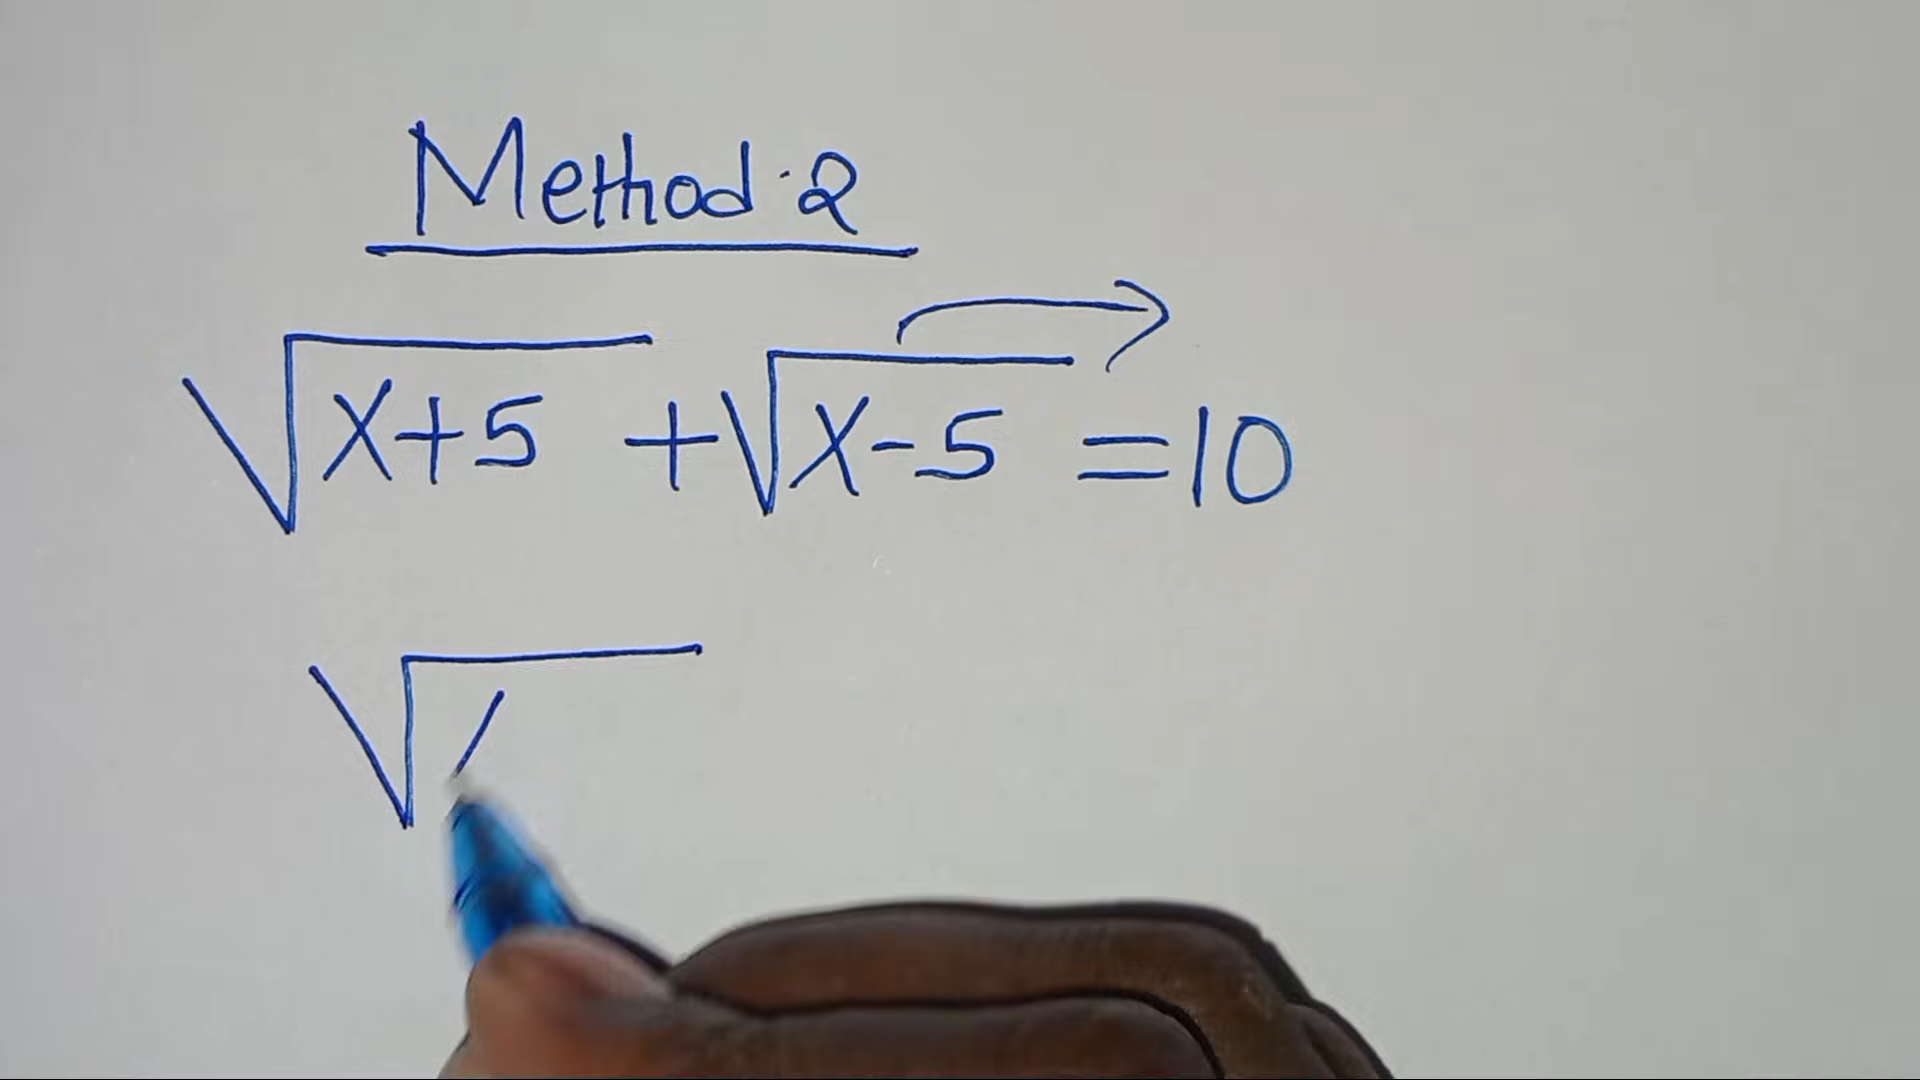 Method·2
√x+5 + √x-5 = 10
√